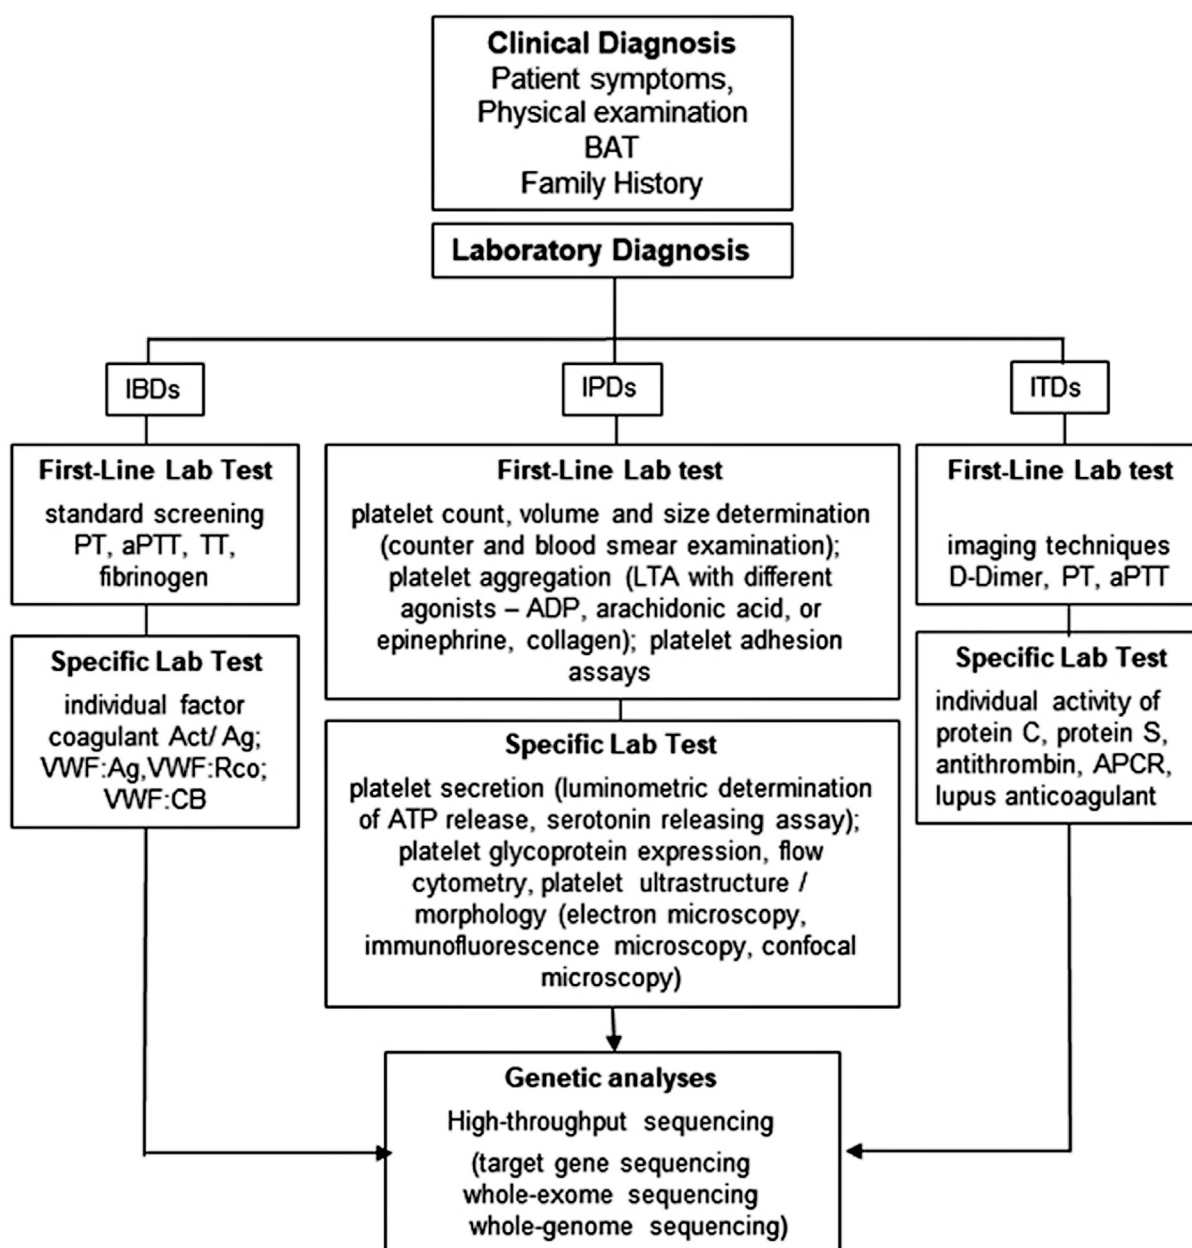 Clinical Diagnosis
Patient symptoms,
Physical examination
BAT
Family History
Laboratory Diagnosis
IBDs
IPDs
ITDs
First-Line Lab Test
standard screening
PT, aPTT, TT,
fibrinogen
First-Line Lab test
platelet count, volume and size determination
(counter and blood smear examination);
platelet aggregation (LTA with different
agonists – ADP, arachidonic acid, or
epinephrine, collagen); platelet adhesion
assays
First-Line Lab test
imaging techniques
D-Dimer, PT, aPTT
Specific Lab Test
individual factor
coagulant Act/ Ag;
VWF:Ag,VWF:Rco;
VWF:CB
Specific Lab Test
platelet secretion (luminometric determination
of ATP release, serotonin releasing assay);
platelet glycoprotein expression, flow
cytometry, platelet ultrastructure /
morphology (electron microscopy,
immunofluorescence microscopy, confocal
microscopy)
Specific Lab Test
individual activity of
protein C, protein S,
antithrombin, APCR,
lupus anticoagulant
Genetic analyses
High-throughput sequencing
(target gene sequencing
whole-exome sequencing
whole-genome sequencing)